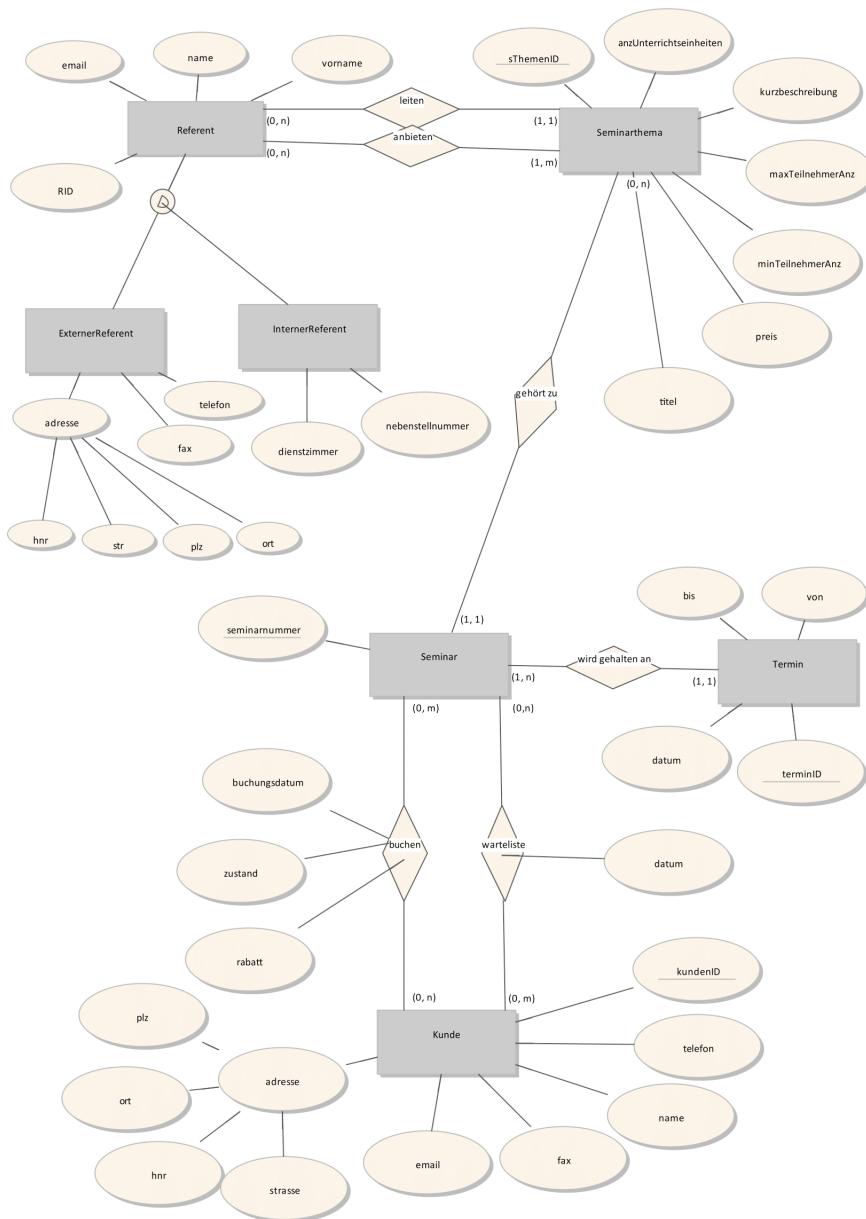 name
email
vorname
sThemenID
anzUnterrichtseinheiten
kurzbeschreibung
leiten
Referent
(0, n)
(1, 1)
Seminarthema
anbieten
(0, n)
(1, m)
maxTeilnehmerAnz
RID
(0, n)
minTeilnehmerAnz
ExternerReferent
InternerReferent
preis
gehört zu
titel
telefon
nebenstellnummer
adresse
fax
dienstzimmer
hnr
str
plz
ort
bis
von
seminarnummer
(1, 1)
Seminar
wird gehalten an
Termin
(1, n)
(1, 1)
(0, m)
(0,n)
datum
terminID
buchungsdatum
buchen
warteliste
datum
zustand
rabatt
kundenID
(0, n)
(0, m)
plz
Kunde
telefon
adresse
ort
name
hnr
email
fax
strasse